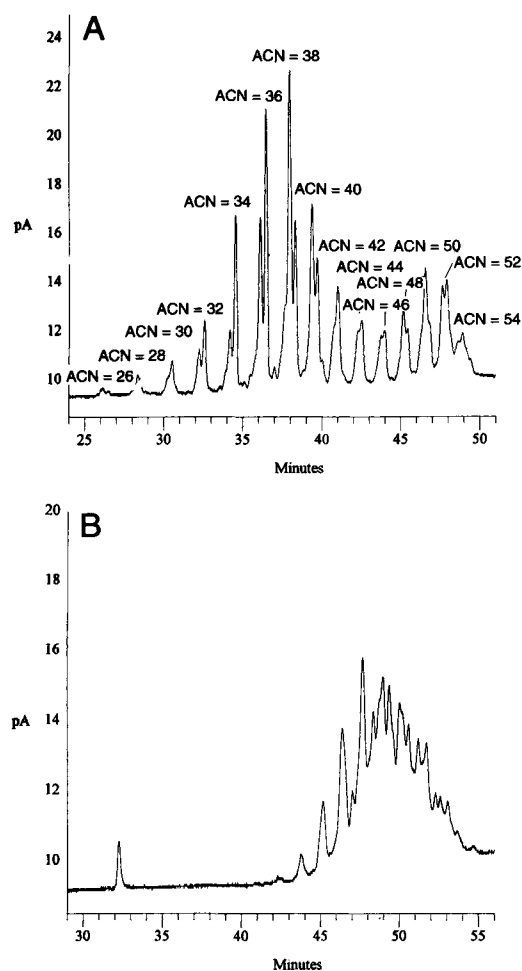 A
24
22
20
18
16
14
12
10
pA
ACN = 26
ACN = 28
ACN = 30
ACN = 32
ACN = 34
ACN = 36
ACN = 38
ACN = 40
ACN = 42
ACN = 44
ACN = 46
ACN = 48
ACN = 50
ACN = 52
ACN = 54
25 30 35 40 45 50
Minutes
B
20
18
16
14
12
10
pA
30 35 40 45 50 55
Minutes